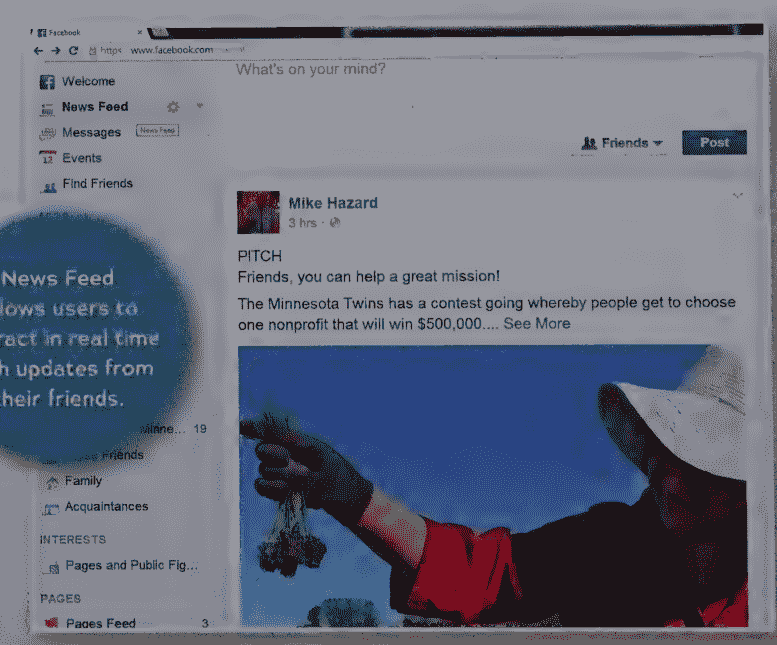 Facebook
https www.facebook.com
Welcome
News Feed
Messages
News Feed
Events
Find Friends
What's on your mind?
Friends
Post
Mike Hazard
3 hrs
PITCH
Friends, you can help a great mission!
The Minnesota Twins has a contest going whereby people get to choose
one nonprofit that will win $500,000.... See More
News Feed
lows users to
ract in real time
h updates from
heir friends.
inne... 19
Friends
Family
Acquaintances
INTERESTS
Pages and Public Fig...
PAGES
Pages Feed 3